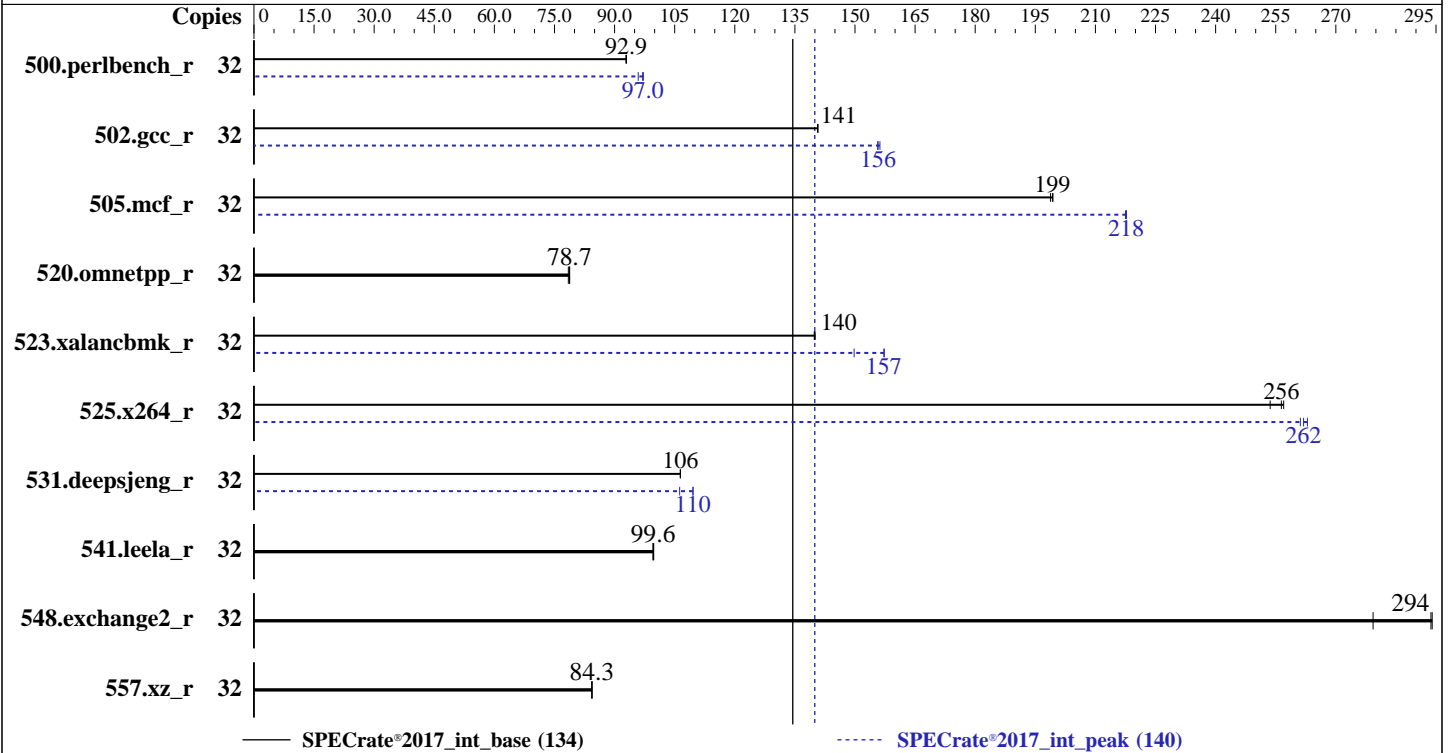 Copies 0 15.0 30.0 45.0 60.0 75.0 90.0 105 120 135 150 165 180 195 210 225 240 255 270 295
92.9
500.perlbench_r 32
97.0
141
502.gcc_r 32
156
199
505.mcf_r 32
218
78.7
520.omnetpp_r 32
140
523.xalancbmk_r 32
157
256
525.x264_r 32
262
106
531.deepsjeng_r 32
110
99.6
541.leela_r 32
294
548.exchange2_r 32
84.3
557.xz_r 32
SPECrate®2017_int_base (134) SPECrate®2017_int_peak (140)